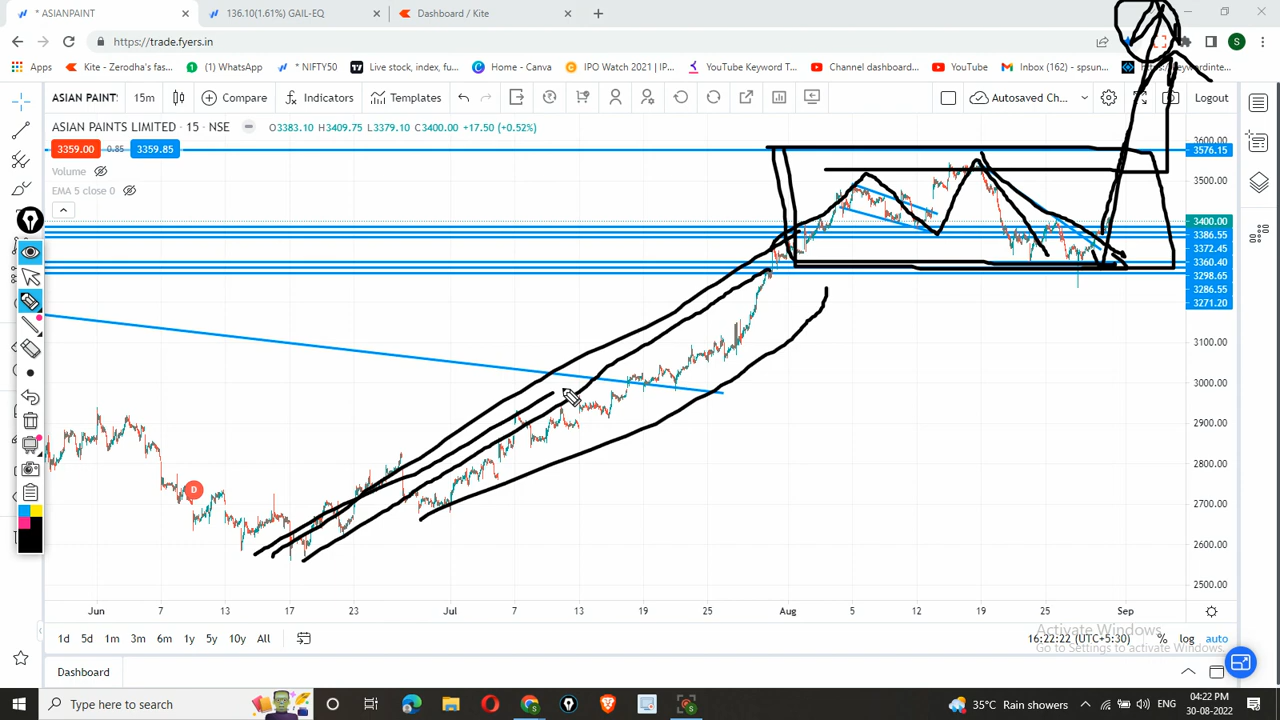 * ASIANPAINT
136.10(1.61%) GAIL-EQ
Dashboard / Kite
https://trade.fyers.in
S
Apps
Kite - Zerodha's fas...
(1) WhatsApp
* NIFTY50
Live stock, index, fu...
Home - Canva
IPO Watch 2021 | IP...
YouTube Keyword T...
Channel dashboard...
YouTube
Inbox (162) - spsun...
ASIAN PAINT:
15m
Compare
Indicators
Templates
Autosaved Ch...
Logout
ASIAN PAINTS LIMITED · 15 · NSE
O3383.10 H3409.75 L3379.10 C3400.00 +17.50 (+0.52%)
3359.00
0.85
3359.85
Volume
EMA 5 close 0
3600.00
3576.15
3500.00
3400.00
3386.55
3372.45
3360.40
3298.65
3286.55
3271.20
3100.00
3000.00
2900.00
2800.00
2700.00
2600.00
2500.00
D
Jun
7
13
17
23
Jul
7
13
19
25
Aug
5
12
19
25
Sep
1d
5d
1m
3m
6m
1y
5y
10y
All
16:22:22 (UTC+5:30)
%
log
auto
Activate Windows
Go to Settings to activate Windows.
Dashboard
Type here to search
35°C Rain showers
ENG
04:22 PM
30-08-2022